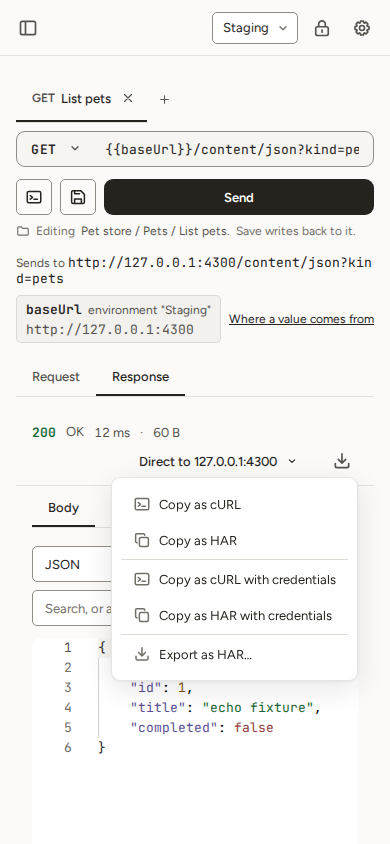 Staging
GET List pets
GET {{baseUrl}}/content/json?kind=pe
Send
Editing Pet store / Pets / List pets. Save writes back to it.
Sends to http://127.0.0.1:4300/content/json?kin
d=pets
baseUrl environment "Staging"
http://127.0.0.1:4300
Where a value comes from
Request Response
200 OK 12 ms · 60 B
Direct to 127.0.0.1:4300
Body
Copy as cURL
Copy as HAR
JSON
Copy as cURL with credentials
Search, or a
Copy as HAR with credentials
Export as HAR...
1 {
2
3 "id": 1,
4 "title": "echo fixture",
5 "completed": false
6 }